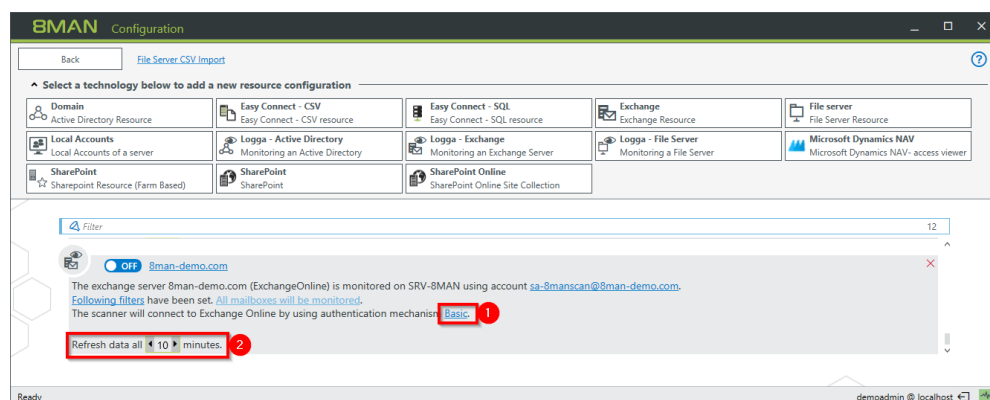 8MAN Configuration
Back File Server CSV Import
Select a technology below to add a new resource configuration
Domain
Active Directory Resource
Easy Connect - CSV
Easy Connect - CSV resource
Easy Connect - SQL
Easy Connect - SQL resource
Exchange
Exchange Resource
File server
File Server Resource
Local Accounts
Local Accounts of a server
Logga - Active Directory
Monitoring an Active Directory
Logga - Exchange
Monitoring an Exchange Server
Logga - File Server
Monitoring a File Server
Microsoft Dynamics NAV
Microsoft Dynamics NAV- access viewer
SharePoint
Sharepoint Resource (Farm Based)
SharePoint
SharePoint
SharePoint Online
SharePoint Online Site Collection
Filter 12
OFF 8man-demo.com
The exchange server 8man-demo.com (ExchangeOnline) is monitored on SRV-8MAN using account sa-8manscan@8man-demo.com.
Following filters have been set. All mailboxes will be monitored.
The scanner will connect to Exchange Online by using authentication mechanism Basic. 1
Refresh data all 10 minutes. 2
Ready demoadmin @ localhost